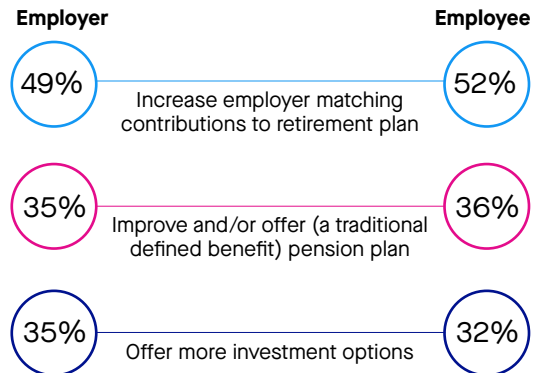 Employer Employee
49% 52%
Increase employer matching
contributions to retirement plan
35% 36%
Improve and/or offer (a traditional
defined benefit) pension plan
35% 32%
Offer more investment options